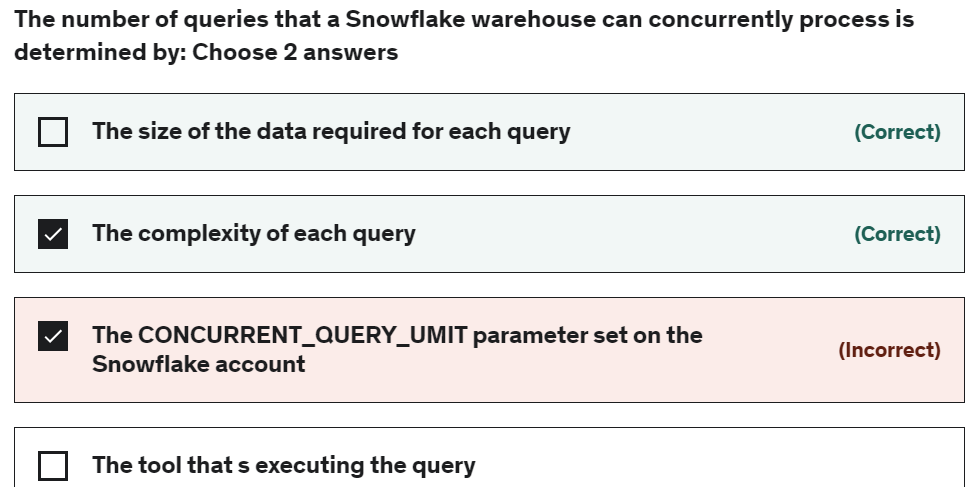 The number of queries that a Snowflake warehouse can concurrently process is
determined by: Choose 2 answers
The size of the data required for each query (Correct)
The complexity of each query (Correct)
The CONCURRENT_QUERY_UMIT parameter set on the
Snowflake account (Incorrect)
The tool that s executing the query